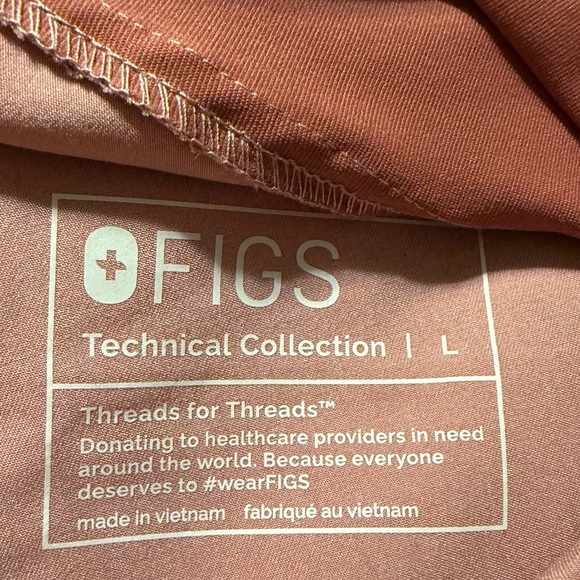 FIGS
Technical Collection | L
Threads for Threads™
Donating to healthcare providers in need
around the world. Because everyone
deserves to #wearFIGS
made in vietnam fabriqué au vietnam